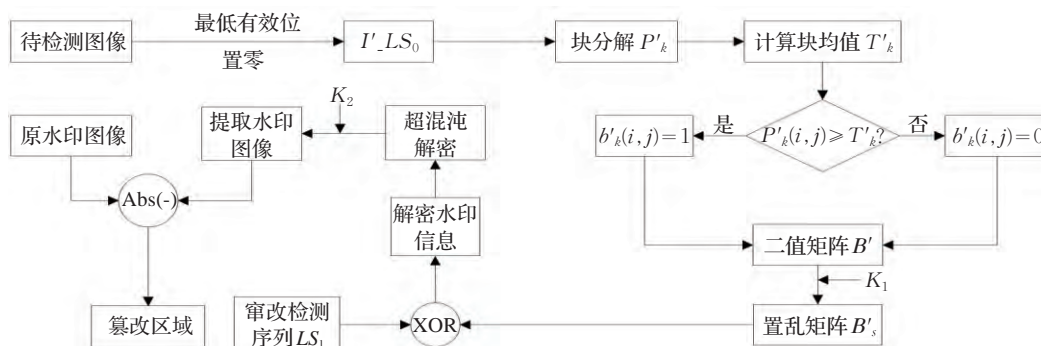 待检测图像
最低有效位
置零
I'_LS₀
块分解 P'ₖ
计算块均值 T'ₖ
原水印图像
提取水印
图像
K₂
超混沌
解密
b'ₖ(i,j)=1
是
P'ₖ(i,j)≥T'ₖ?
否
b'ₖ(i,j)=0
Abs(-)
解密水印
信息
二值矩阵B'
K₁
篡改区域
窜改检测
序列LS₁
XOR
置乱矩阵B'ₛ